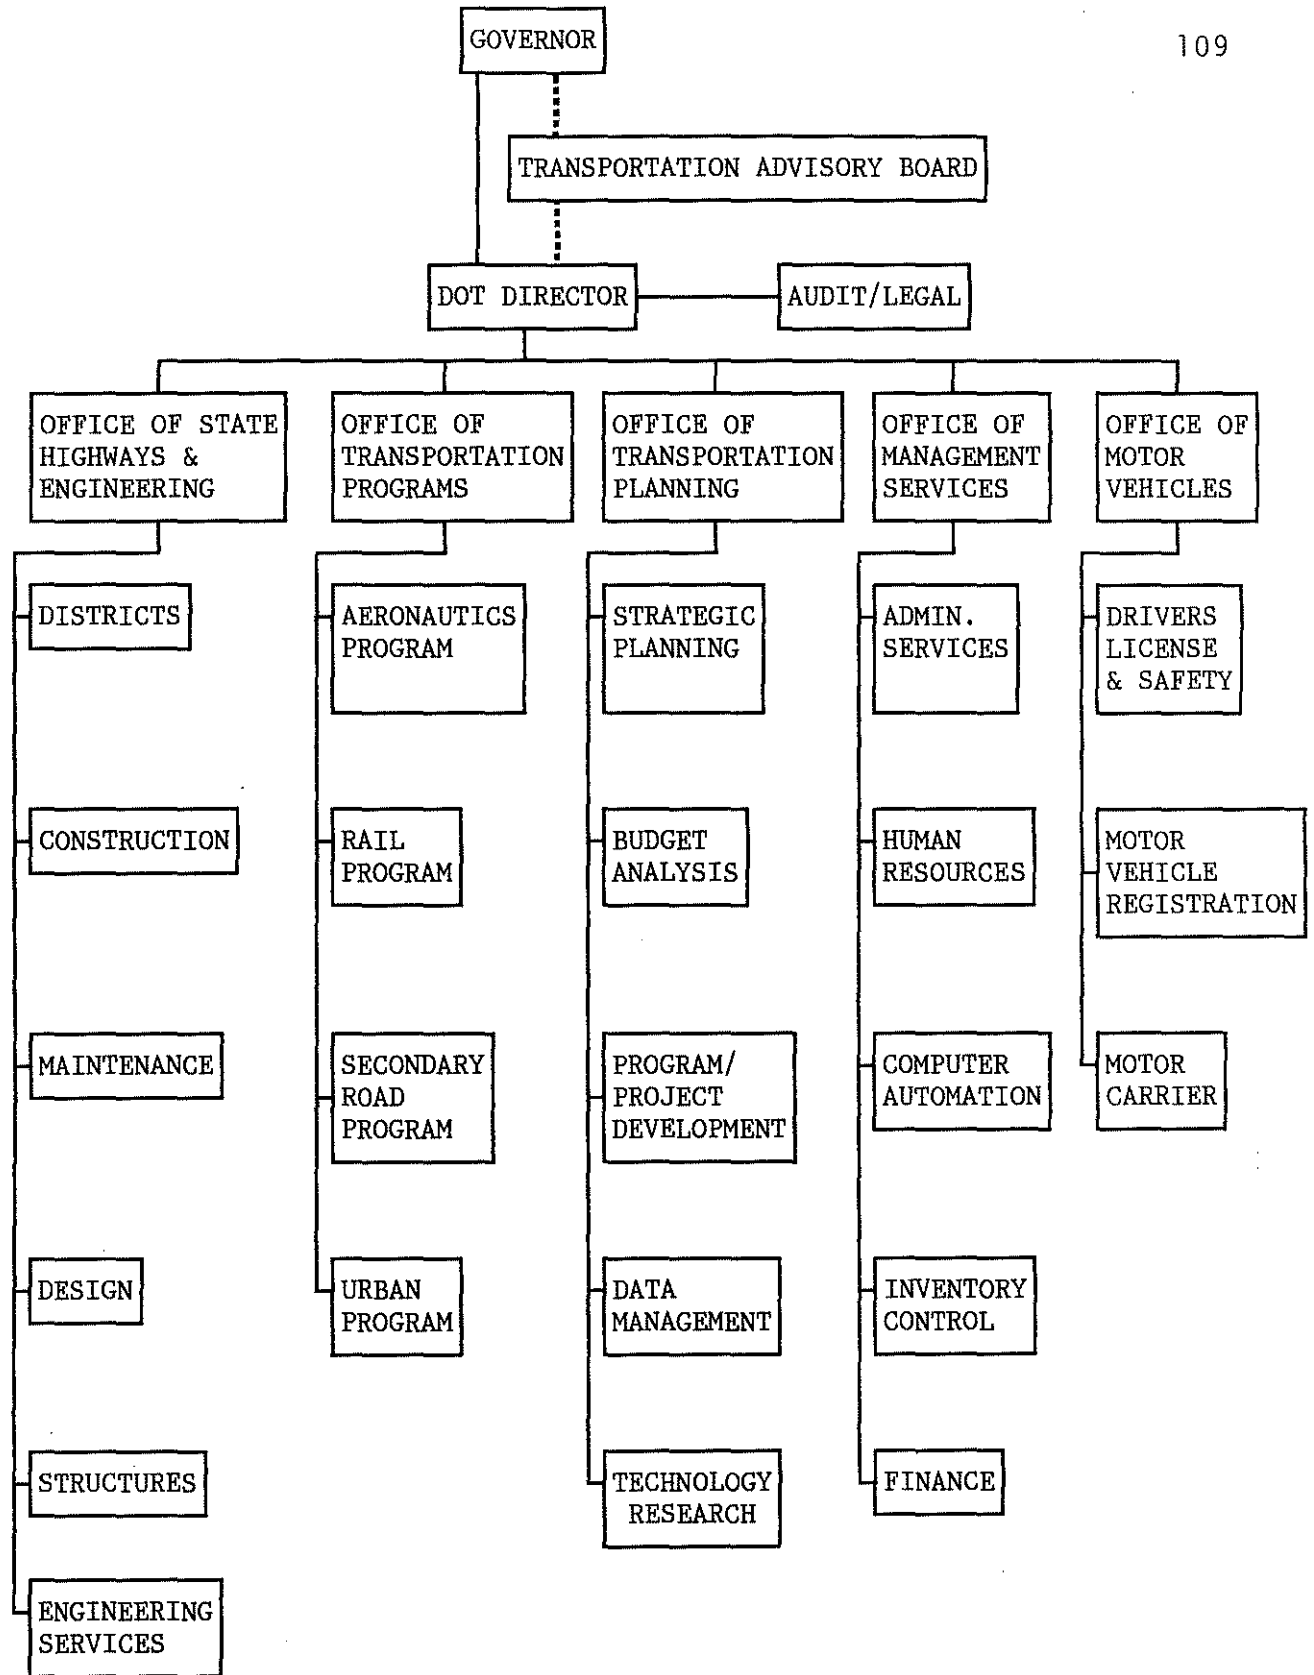 109
GOVERNOR
TRANSPORTATION ADVISORY BOARD
DOT DIRECTOR
AUDIT/LEGAL
OFFICE OF STATE
HIGHWAYS &
ENGINEERING
OFFICE OF
TRANSPORTATION
PROGRAMS
OFFICE OF
TRANSPORTATION
PLANNING
OFFICE OF
MANAGEMENT
SERVICES
OFFICE OF
MOTOR
VEHICLES
DISTRICTS
CONSTRUCTION
MAINTENANCE
DESIGN
STRUCTURES
ENGINEERING
SERVICES
AERONAUTICS
PROGRAM
RAIL
PROGRAM
SECONDARY
ROAD
PROGRAM
URBAN
PROGRAM
STRATEGIC
PLANNING
BUDGET
ANALYSIS
PROGRAM/
PROJECT
DEVELOPMENT
DATA
MANAGEMENT
TECHNOLOGY
RESEARCH
ADMIN.
SERVICES
HUMAN
RESOURCES
COMPUTER
AUTOMATION
INVENTORY
CONTROL
FINANCE
DRIVERS
LICENSE
& SAFETY
MOTOR
VEHICLE
REGISTRATION
MOTOR
CARRIER